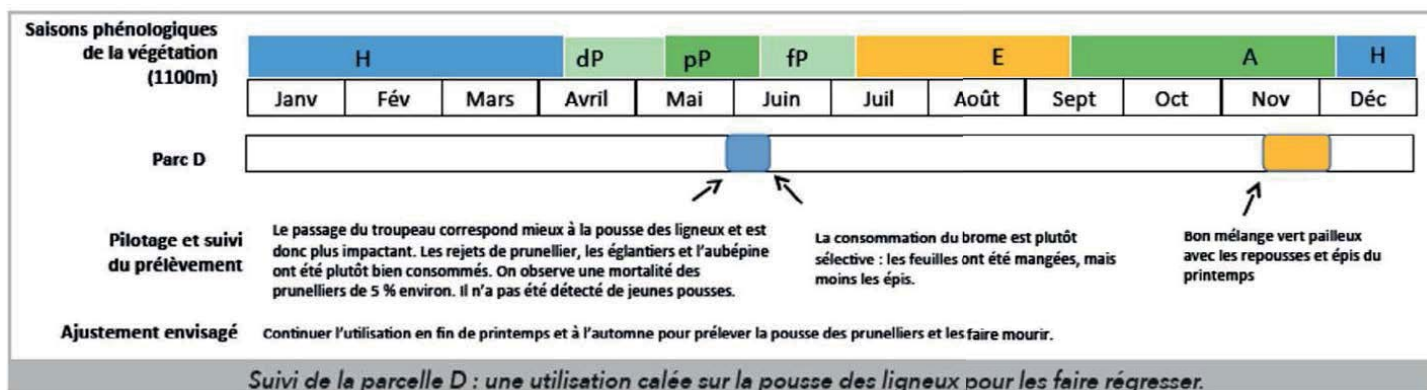 Saisons phénologiques
de la végétation
(1100m)
H dP pP fP E A H
Janv Fév Mars Avril Mai Juin Juil Août Sept Oct Nov Déc
Parc D
Pilotage et suivi
du prélèvement
Le passage du troupeau correspond mieux à la pousse des ligneux et est
donc plus impactant. Les rejets de prunellier, les églantiers et l'aubépine
ont été plutôt bien consommés. On observe une mortalité des
prunelliers de 5 % environ. Il n'a pas été détecté de jeunes pousses.
La consommation du brome est plutôt
sélective : les feuilles ont été mangées, mais
moins les épis.
Bon mélange vert pailleux
avec les repousses et épis du
printemps
Ajustement envisagé
Continuer l'utilisation en fin de printemps et à l'automne pour prélever la pousse des prunelliers et les faire mourir.
Suivi de la parcelle D : une utilisation calée sur la pousse des ligneux pour les faire régresser.